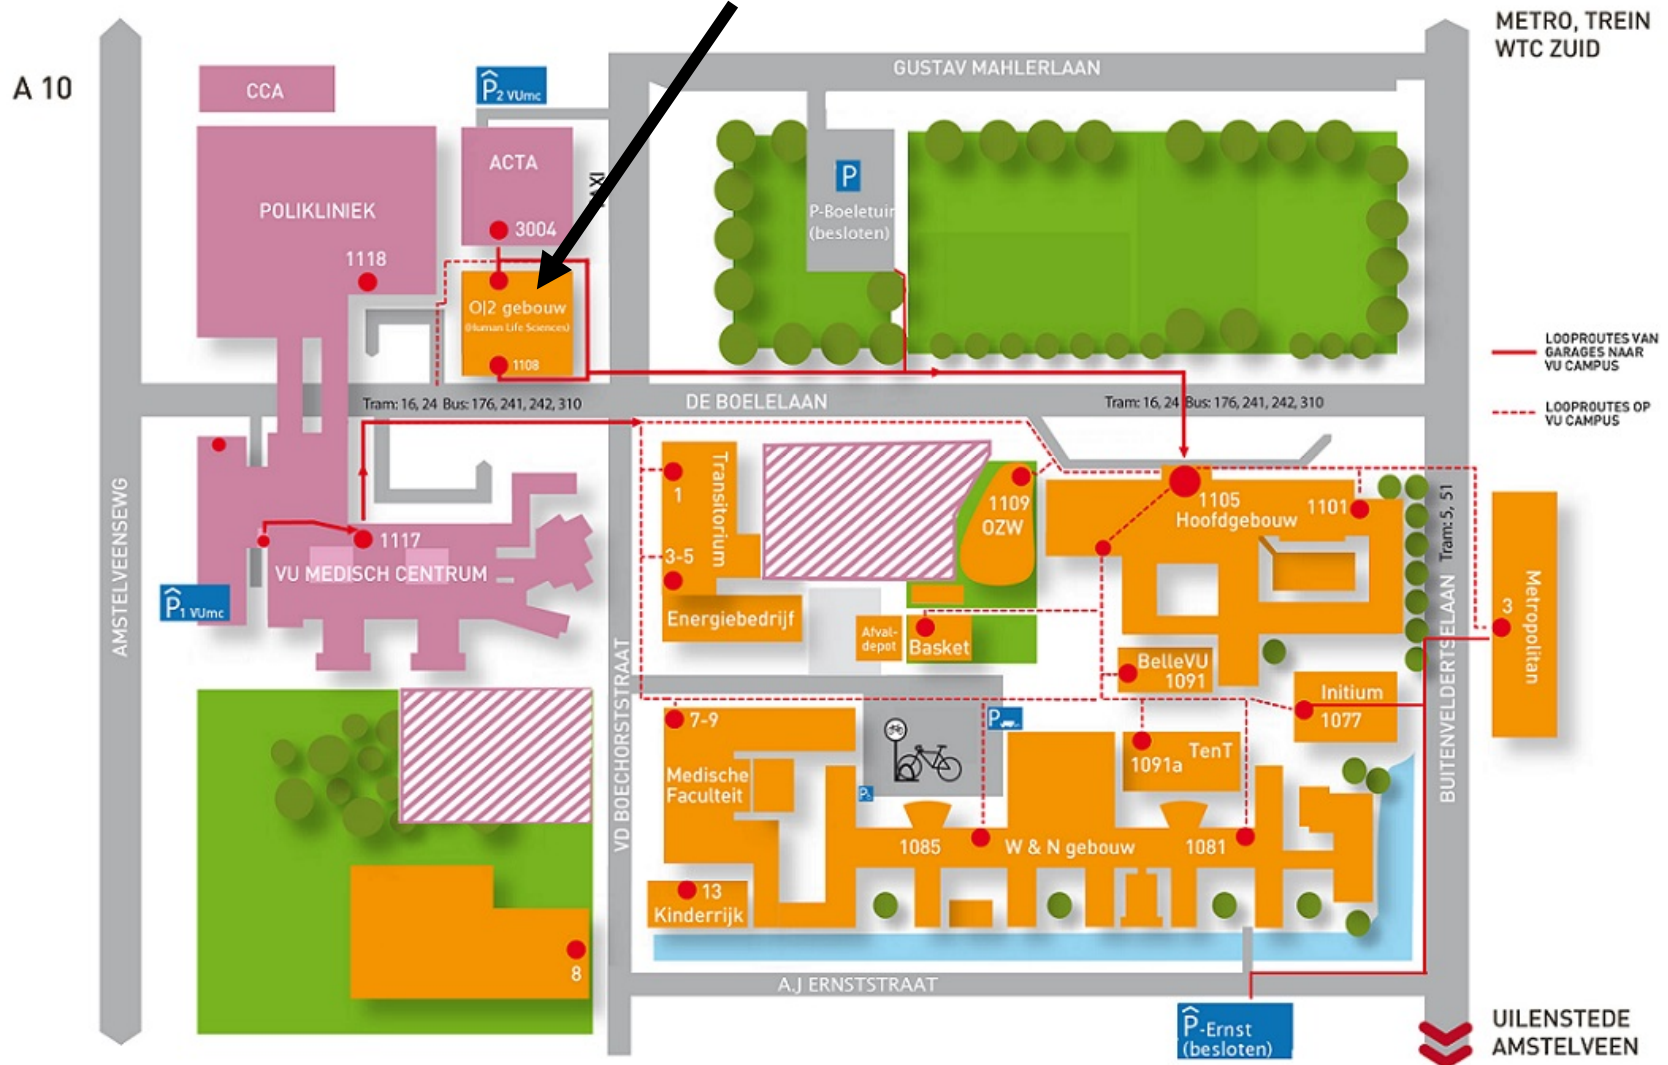 METRO, TREIN
WTC ZUID
A 10
CCA
P2 VUmc
GUSTAV MAHLERLAAN
ACTA
POLIKLINIEK
3004
1118
P
P-Boeletuin
(besloten)
O|2 gebouw
(Human Life Sciences)
1108
LOOPROUTES VAN
GARAGES NAAR
VU CAMPUS
LOOPROUTES OP
VU CAMPUS
Tram: 16, 24 Bus: 176, 241, 242, 310
DE BOELELAAN
Tram: 16, 24 Bus: 176, 241, 242, 310
AMSTELVEENSEWG
1117
VU MEDISCH CENTRUM
P1 VUmc
Transitorium
1
3-5
Energiebedrijf
1109
OZW
1105
Hoofdgebouw
1101
Tram: 5, 51
BUITENVELDERTSELAAN
3
Metropolitan
Afval-
depot
Basket
BelleVU
1091
Initium
1077
VD BOECHORSTSTRAAT
7-9
P
Medische
Faculteit
P
TenT
1091a
1085
W & N gebouw
1081
13
Kinderrijk
8
A.J ERNSTSTRAAT
P-Ernst
(besloten)
UILENSTEDE
AMSTELVEEN